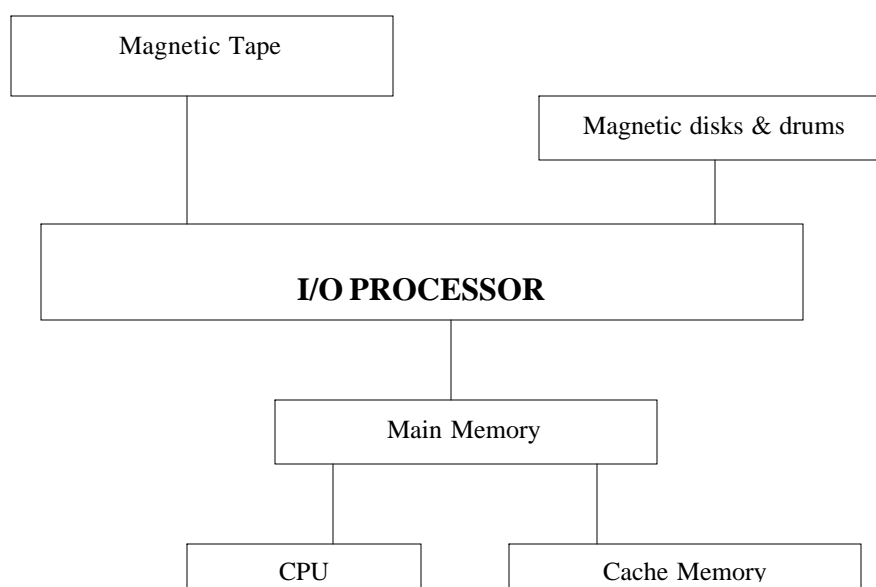 Magnetic Tape
Magnetic disks & drums
I/O PROCESSOR
Main Memory
CPU
Cache Memory